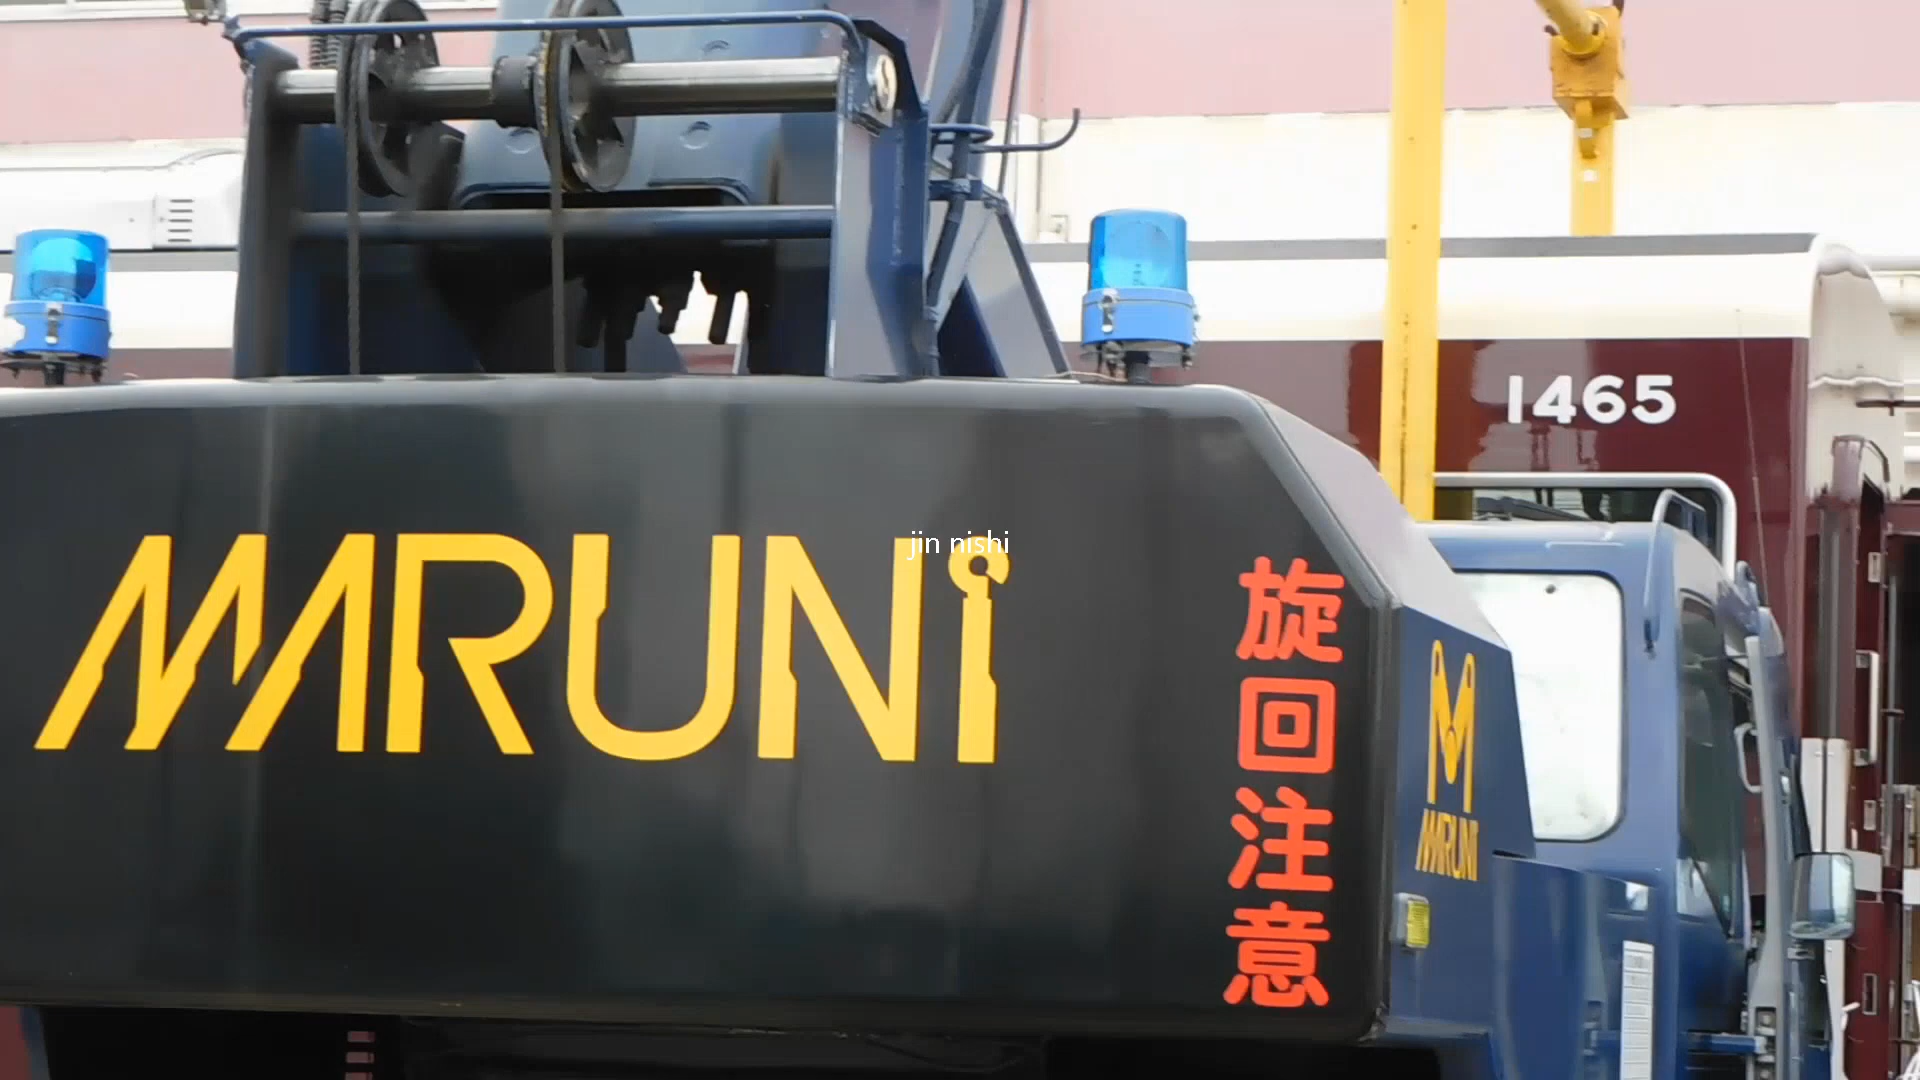 1465
MARUNi
jin nishi
旋回注意
M
MARUNI